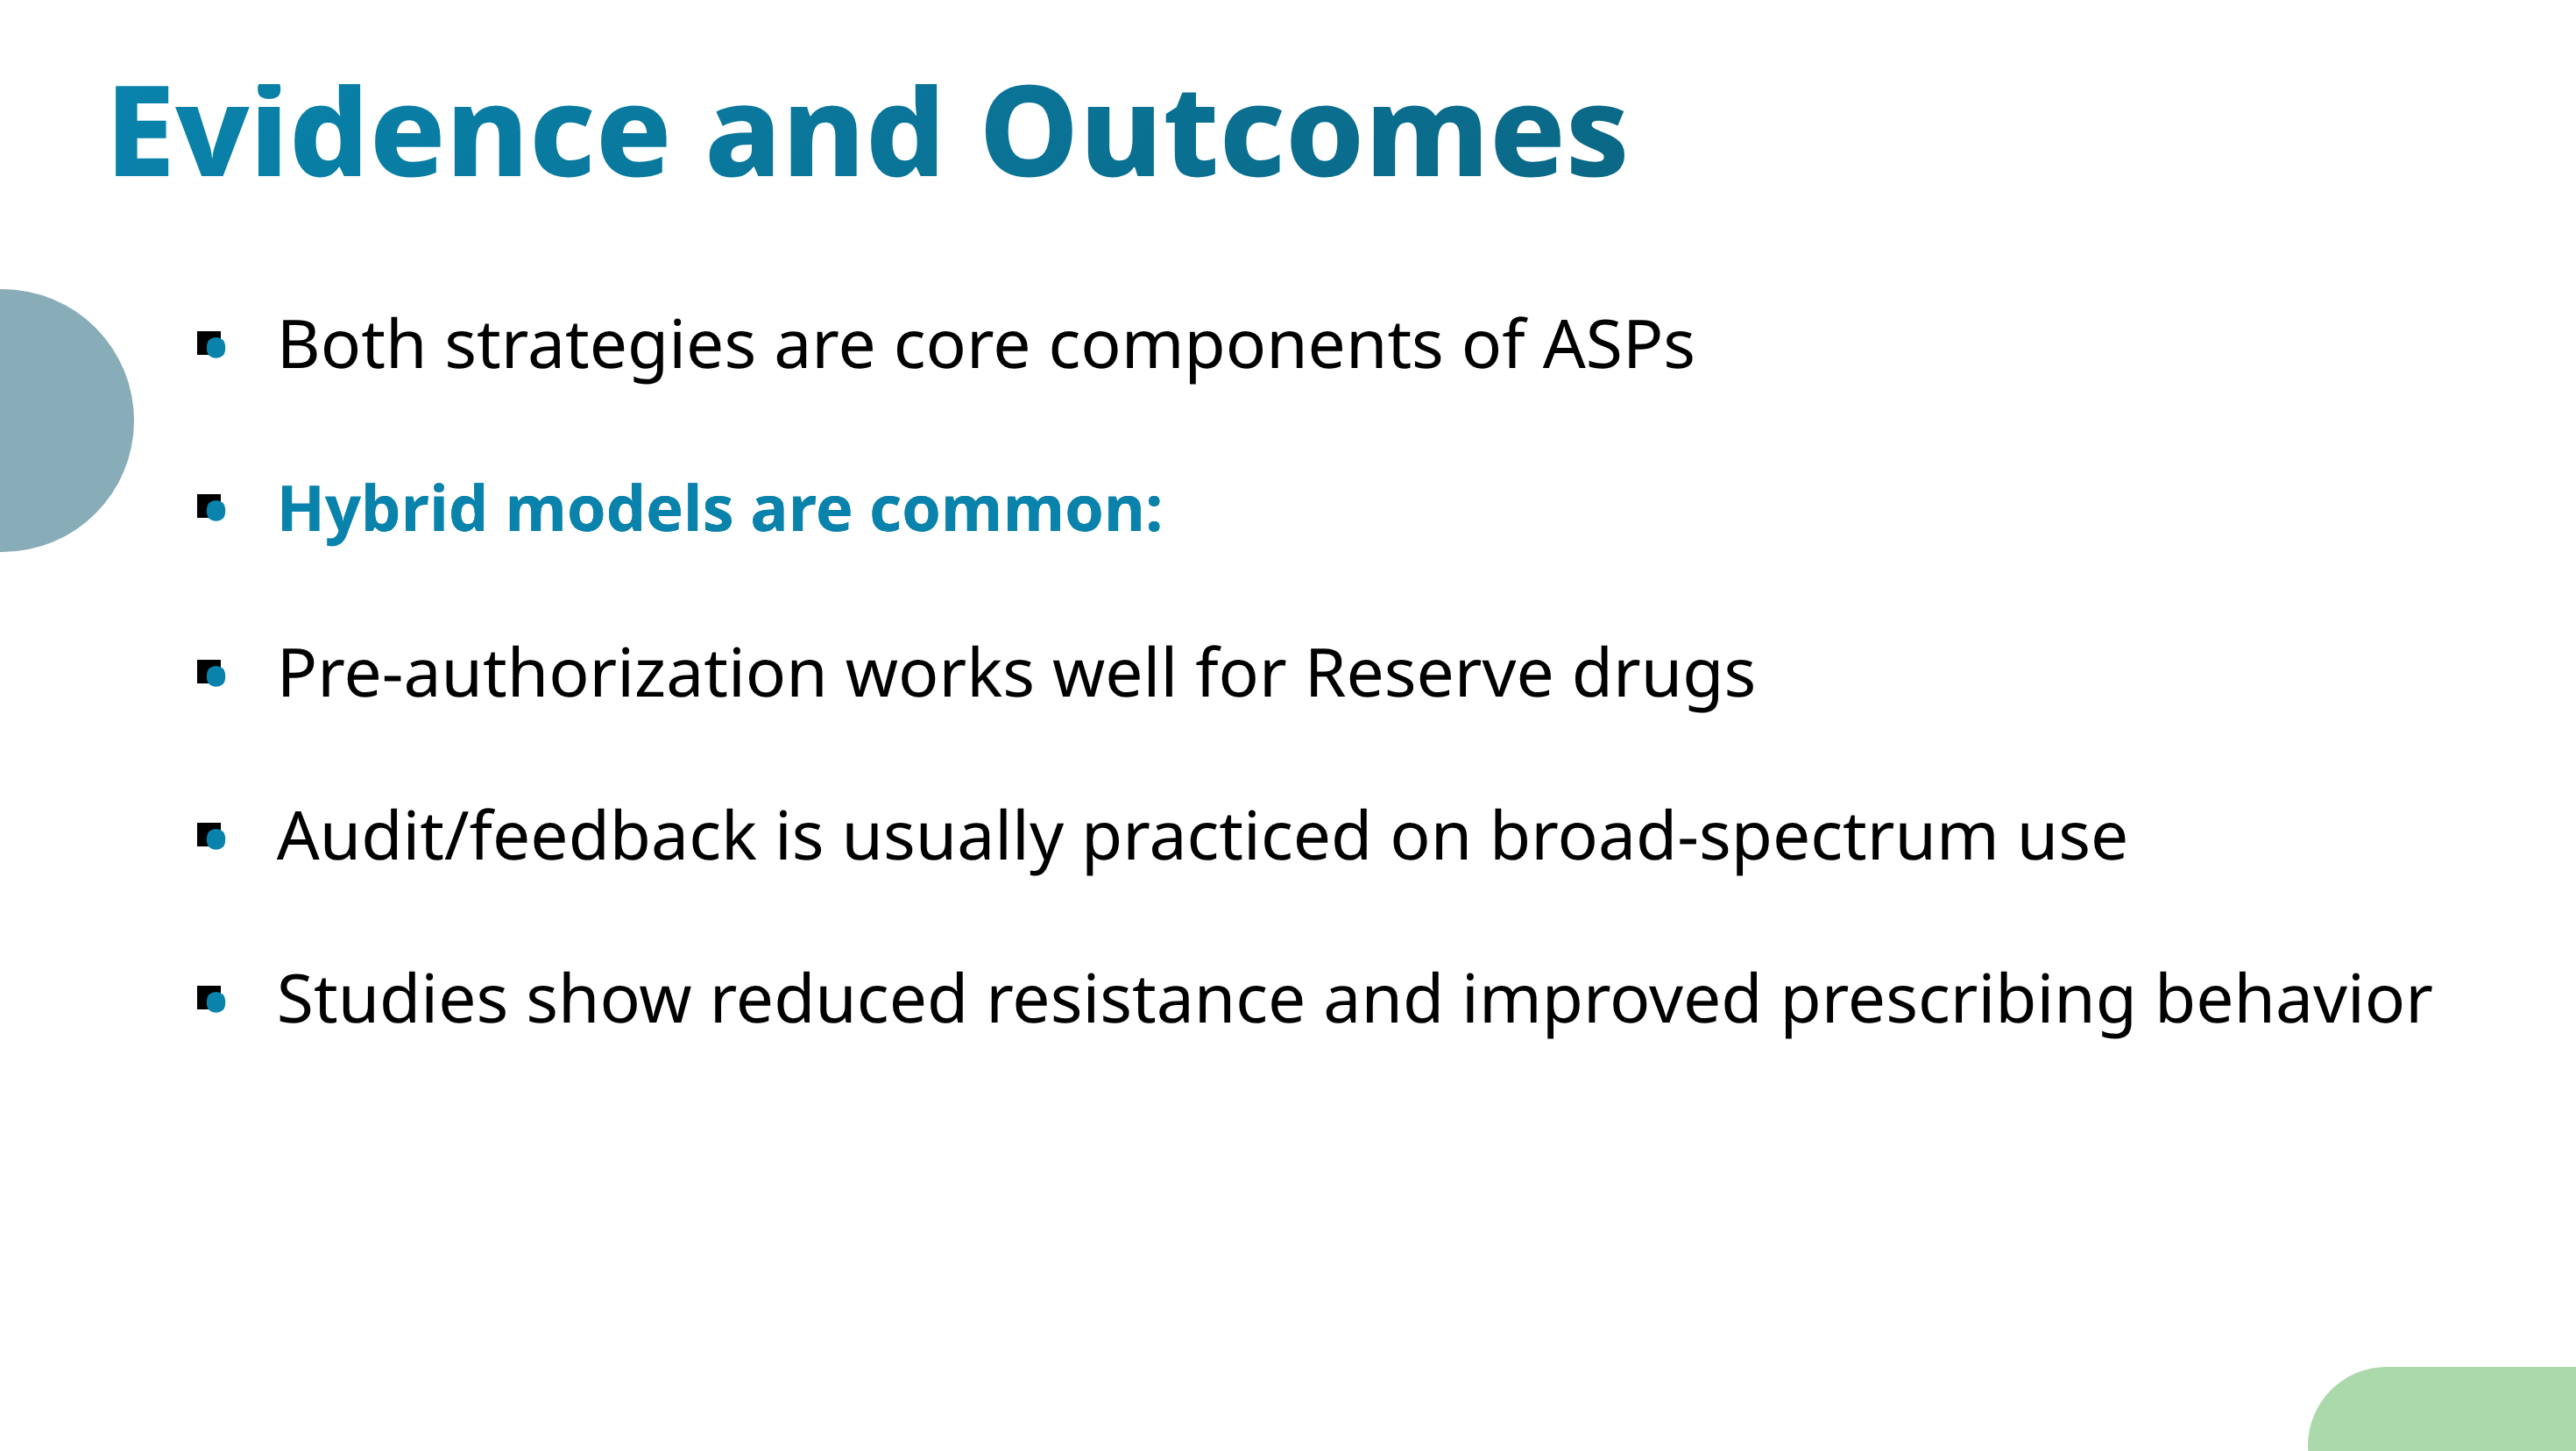 Evidence and Outcomes
Both strategies are core components of ASPs
Hybrid models are common:
Pre-authorization works well for Reserve drugs
Audit/feedback is usually practiced on broad-spectrum use
Studies show reduced resistance and improved prescribing behavior